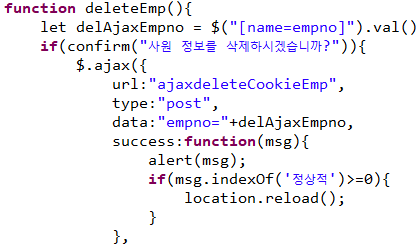 function deleteEmp(){
let delAjaxEmpno = $("[name=empno]").val()
if(confirm("사원 정보를 삭제하시겠습니까?")){
$.ajax({
url:"ajaxdeleteCookieEmp",
type:"post",
data:"empno="+delAjaxEmpno,
success:function(msg){
alert(msg);
if(msg.indexOf('정상적')>=0){
location.reload();
}
},